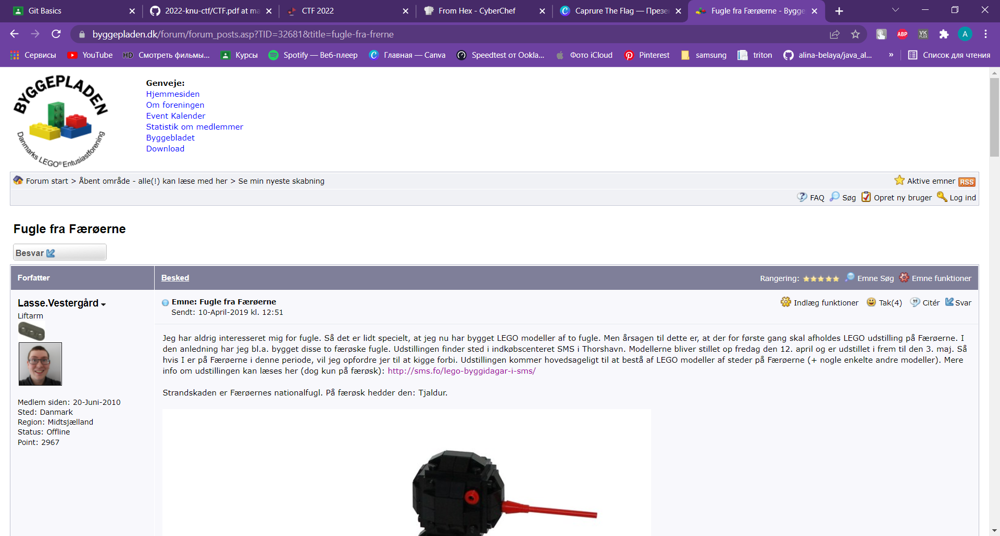 Git Basics
2022-knu-ctf/CTF.pdf at ma
CTF 2022
From Hex - CyberChef
Caprure The Flag — Презе
Fugle fra Færøerne - Bygge
byggepladen.dk/forum/forum_posts.asp?TID=32681&title=fugle-fra-frerne
ABP
VK
FLEX
A
Сервисы
YouTube
HD Смотреть фильмы...
Курсы
Spotify — Веб-плеер
Главная — Canva
Speedtest от Ookla...
Фото iCloud
Pinterest
samsung
triton
alina-belaya/java_al...
»
Список для чтения
BYGGEPLADEN
Danmarks LEGO® Entusiastforening
Genveje:
Hjemmesiden
Om foreningen
Event Kalender
Statistik om medlemmer
Byggebladet
Download
Forum start > Åbent område - alle(!) kan læse med her > Se min nyeste skabning
Aktive emner RSS
FAQ Søg Opret ny bruger Log ind
Fugle fra Færøerne
Besvar
Forfatter
Besked
Rangering: Emne Søg Emne funktioner
Lasse.Vestergård
Liftarm
Medlem siden: 20-Juni-2010
Sted: Danmark
Region: Midtsjælland
Status: Offline
Point: 2967
Emne: Fugle fra Færøerne
Sendt: 10-April-2019 kl. 12:51
Indlæg funktioner Tak(4) Citér Svar
Jeg har aldrig interesseret mig for fugle. Så det er lidt specielt, at jeg nu har bygget LEGO modeller af to fugle. Men årsagen til dette er, at der for første gang skal afholdes LEGO udstilling på Færøerne. I
den anledning har jeg bl.a. bygget disse to færøske fugle. Udstillingen finder sted i indkøbscenteret SMS i Thorshavn. Modellerne bliver stillet op fredag den 12. april og er udstillet i frem til den 3. maj. Så
hvis I er på Færøerne i denne periode, vil jeg opfordre jer til at kigge forbi. Udstillingen kommer hovedsageligt til at bestå af LEGO modeller af steder på Færøerne (+ nogle enkelte andre modeller). Mere
info om udstillingen kan læses her (dog kun på færøsk): http://sms.fo/lego-byggidagar-i-sms/
Strandskaden er Færøernes nationalfugl. På færøsk hedder den: Tjaldur.